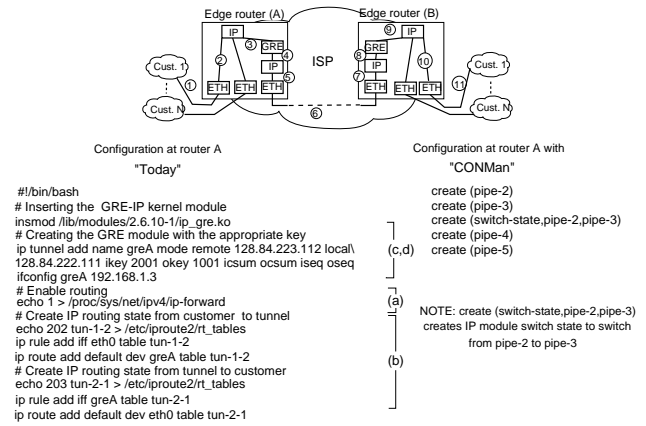 Edge router (A)
Edge router (B)
IP
IP
GRE
GRE
ISP
IP
IP
ETH
ETH
ETH
ETH
ETH
ETH
Cust. 1
Cust. N
Cust. 1
Cust. N
1
2
3
4
5
6
7
8
9
10
11
Configuration at router A
"Today"
#!/bin/bash
# Inserting the GRE-IP kernel module
insmod /lib/modules/2.6.10-1/ip_gre.ko
# Creating the GRE module with the appropriate key
ip tunnel add name greA mode remote 128.84.223.112 local\
128.84.222.111 ikey 2001 okey 1001 icsum ocsum iseq oseq
ifconfig greA 192.168.1.3
# Enable routing
echo 1 > /proc/sys/net/ipv4/ip-forward
# Create IP routing state from customer to tunnel
echo 202 tun-1-2 > /etc/iproute2/rt_tables
ip rule add iff eth0 table tun-1-2
ip route add default dev greA table tun-1-2
# Create IP routing state from tunnel to customer
echo 203 tun-2-1 > /etc/iproute2/rt_tables
ip rule add iff greA table tun-2-1
ip route add default dev eth0 table tun-2-1
(c,d)
(a)
(b)
Configuration at router A with
"CONMan"
create (pipe-2)
create (pipe-3)
create (switch-state,pipe-2,pipe-3)
create (pipe-4)
create (pipe-5)
NOTE: create (switch-state,pipe-2,pipe-3)
creates IP module switch state to switch
from pipe-2 to pipe-3